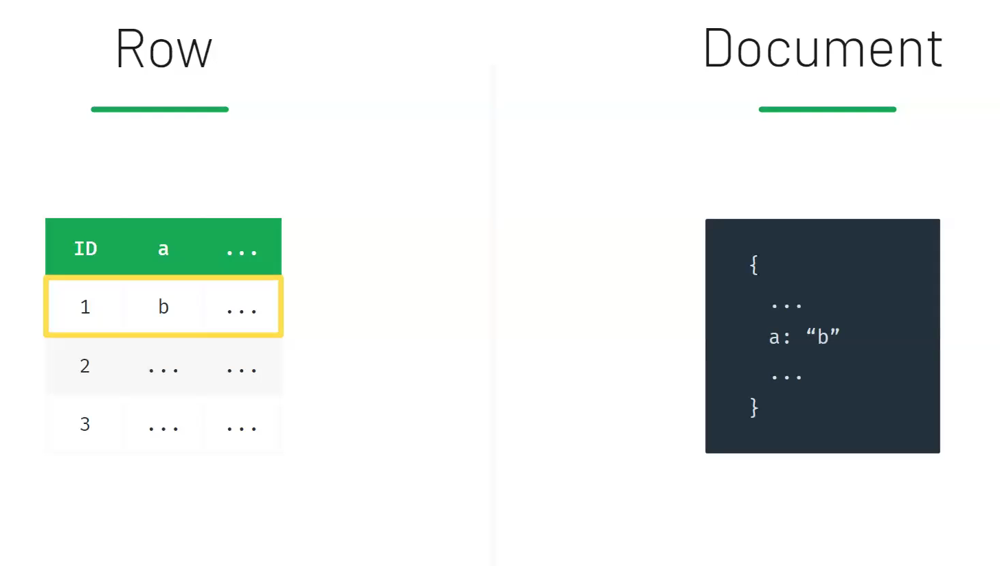 Row
Document
ID a ...
1 b ...
2 ... ...
3 ... ...
{
...
a: “b”
...
}